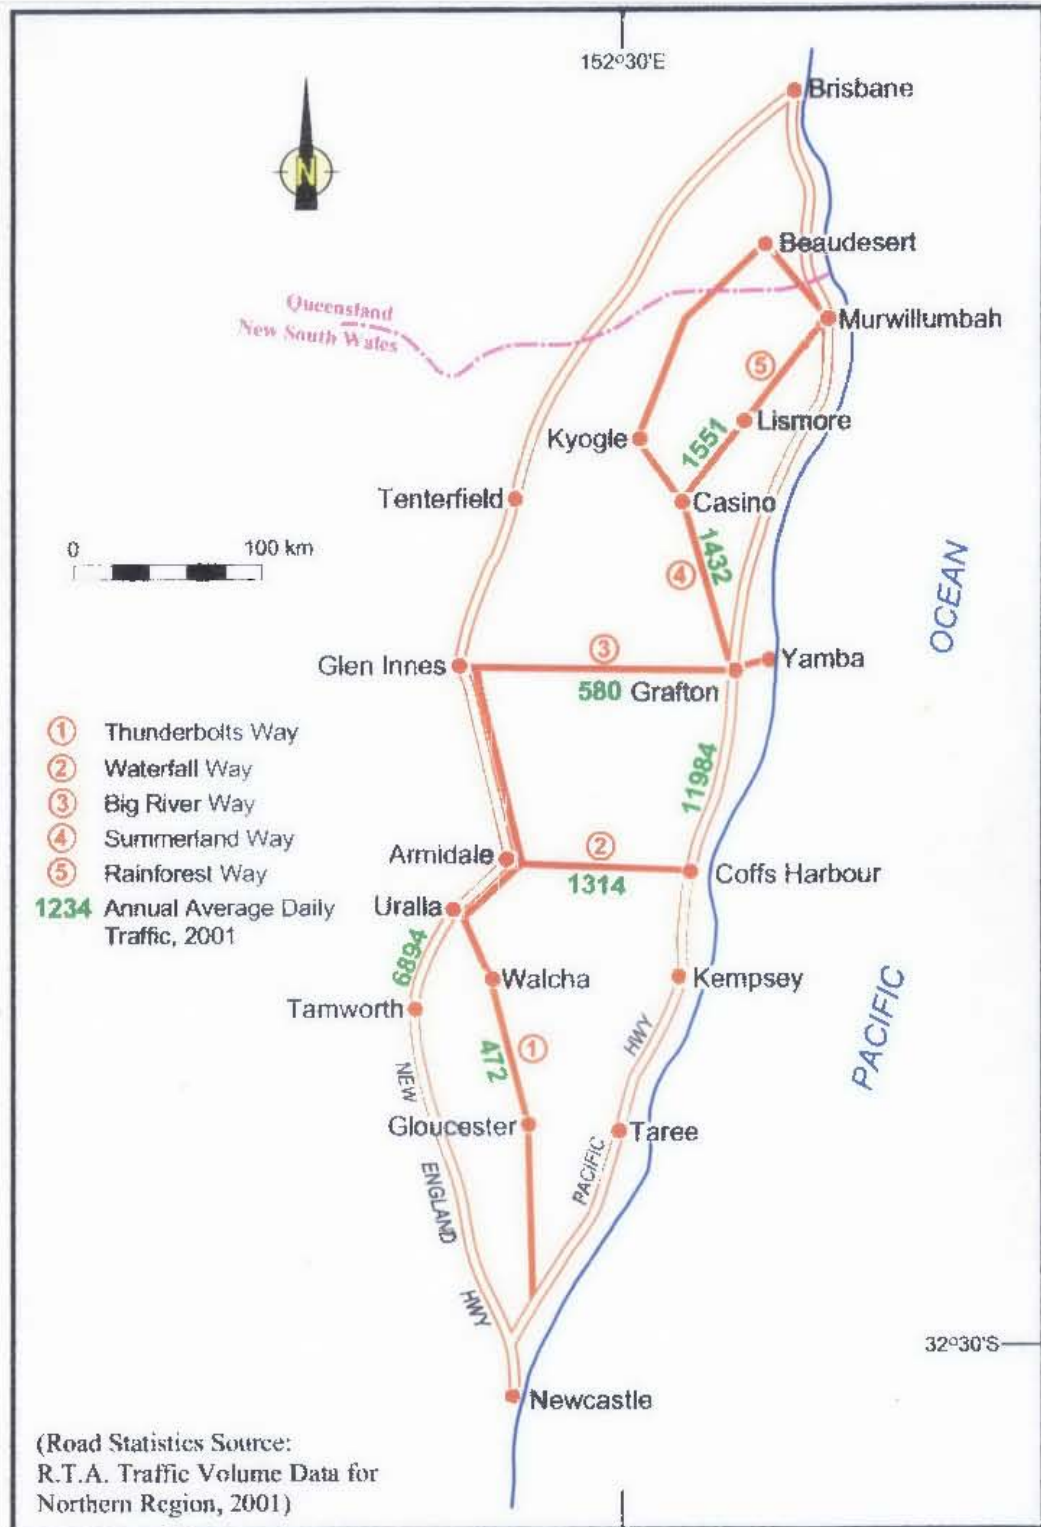 152°30'E
Brisbane
N
Beaudesert
Queensland
New South Wales
Murwillumbah
5
Lismore
1551
Kyogle
Tenterfield
Casino
0 100 km
1432
4
OCEAN
Glen Innes
3
Yamba
580 Grafton
1 Thunderbolts Way
2 Waterfall Way
3 Big River Way
4 Summerland Way
5 Rainforest Way
1234 Annual Average Daily
Traffic, 2001
11984
Armidale
2
1314
Coffs Harbour
Uralla
6894
Walcha
Kempsey
Tamworth
PACIFIC
472
1
HWY
NEW
Gloucester
Taree
PACIFIC
ENGLAND
HWY
32°30'S
Newcastle
(Road Statistics Source:
R.T.A. Traffic Volume Data for
Northern Region, 2001)